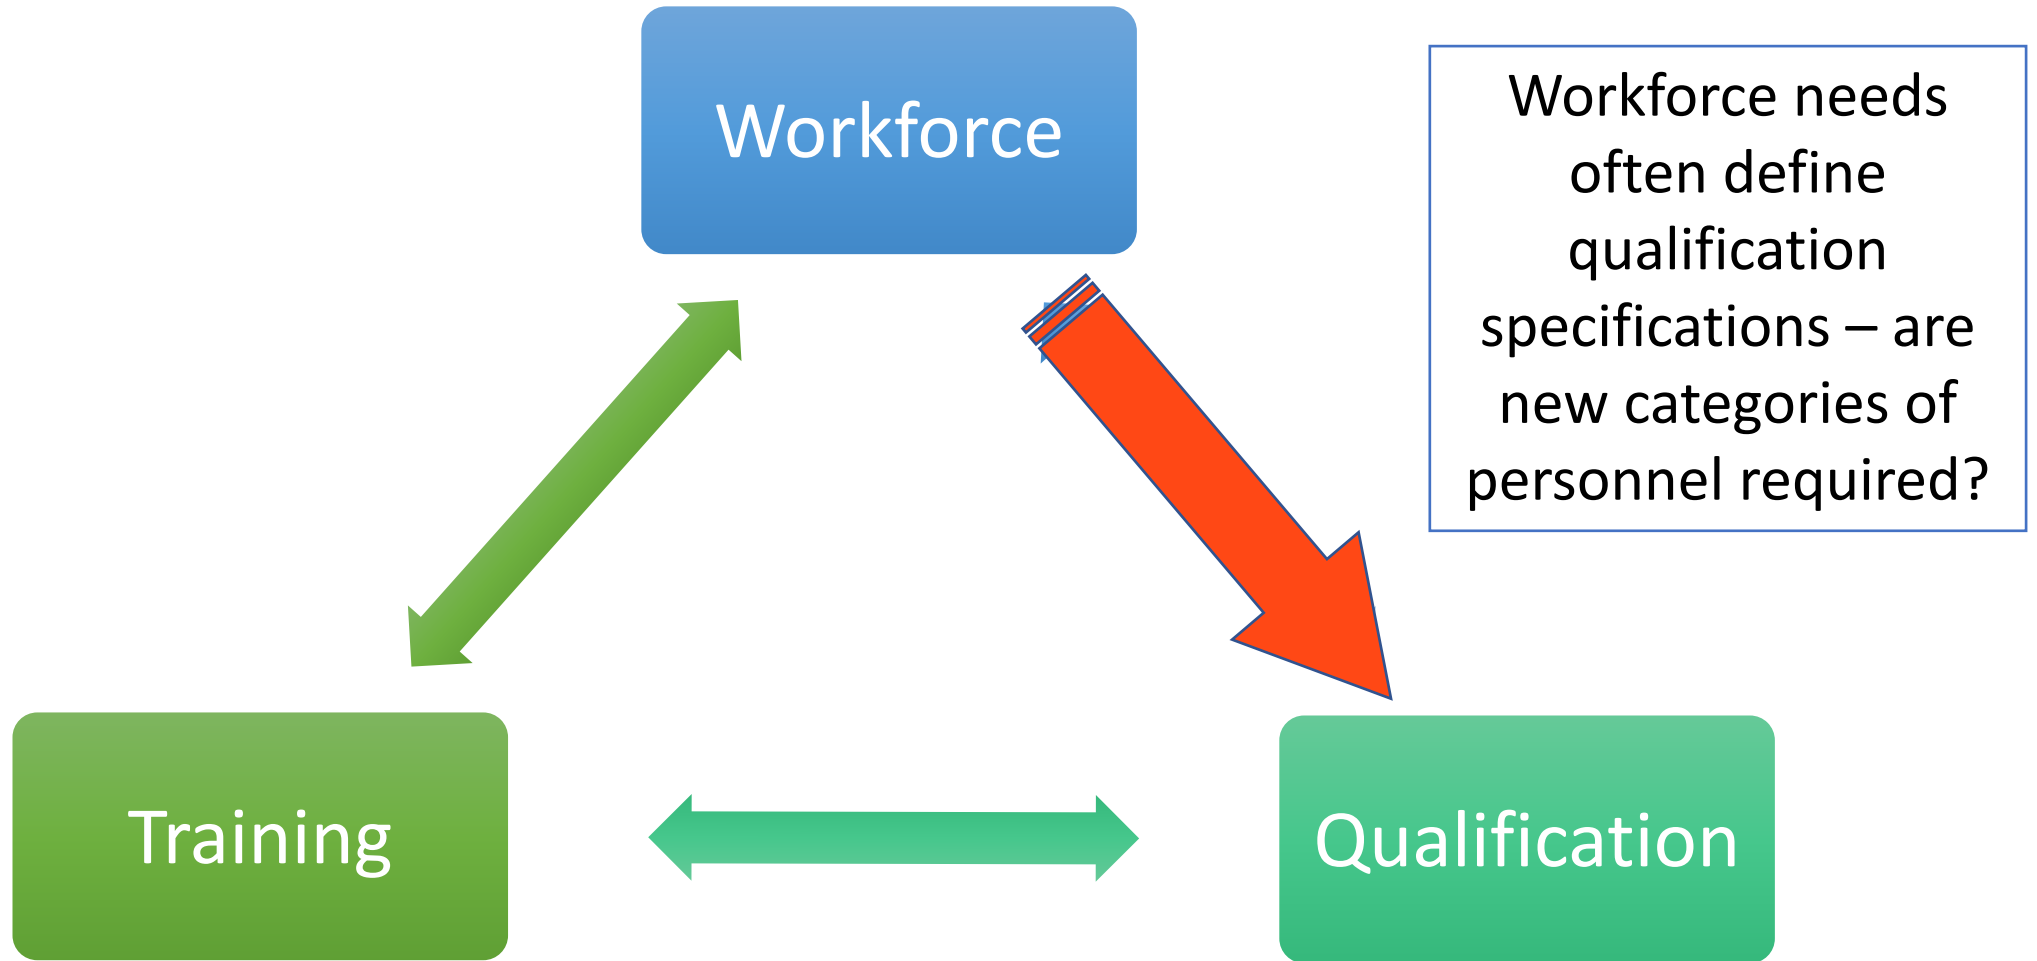 Workforce
Workforce needs
often define
qualification
specifications – are
new categories of
personnel required?
Training
Qualification